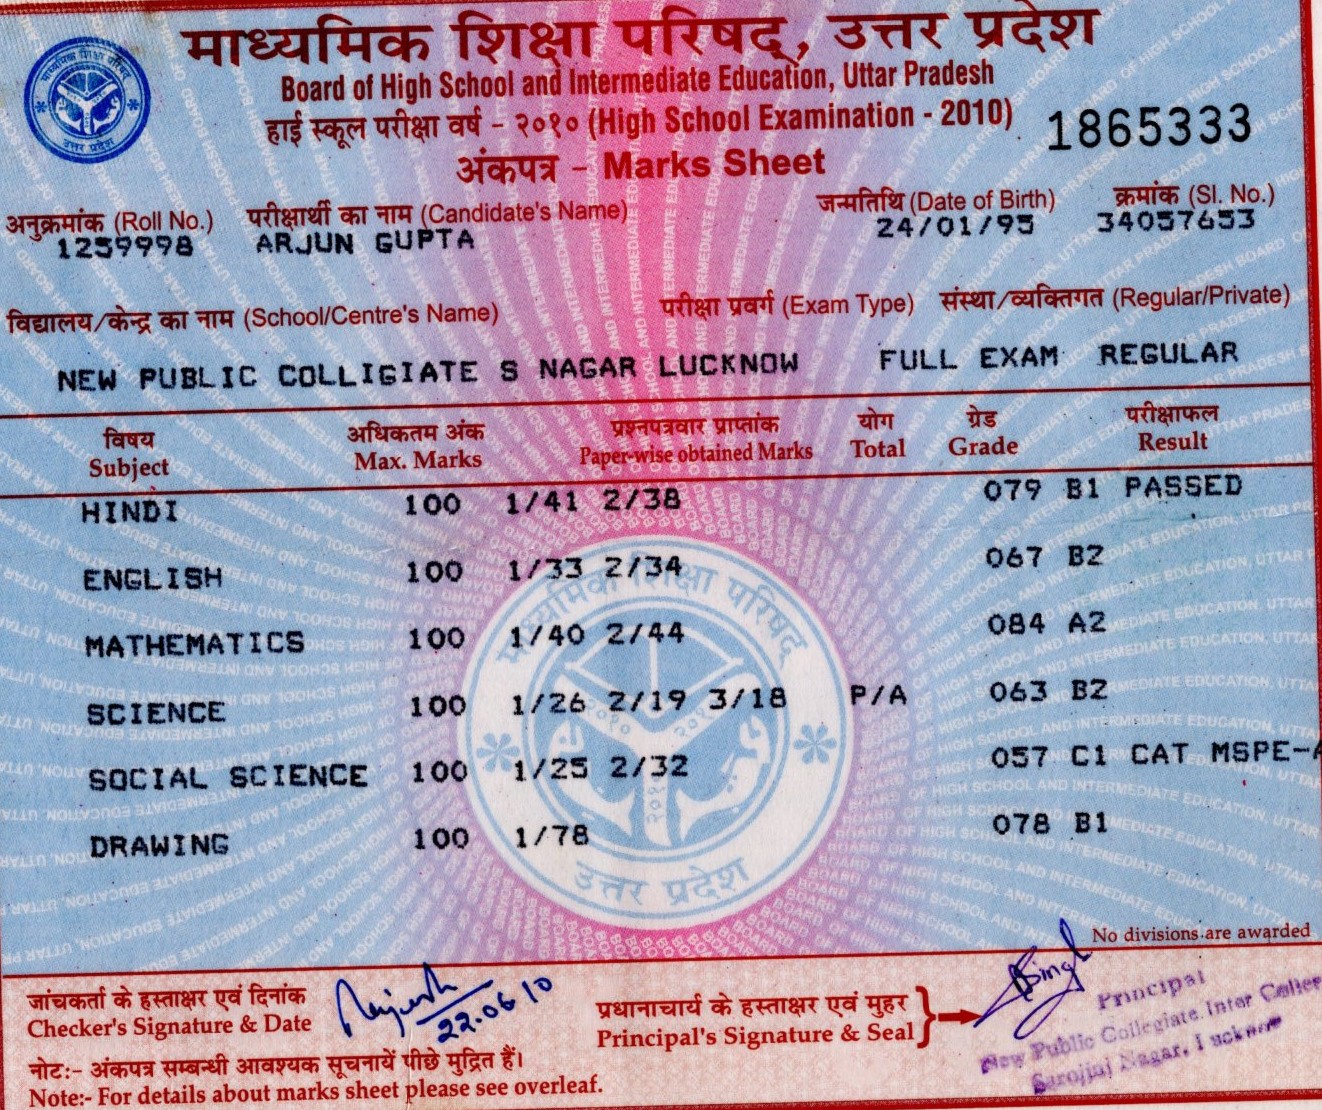 माध्यमिक शिक्षा परिषद्, उत्तर प्रदेश
Board of High School and Intermediate Education, Uttar Pradesh
हाई स्कूल परीक्षा वर्ष – २०१० (High School Examination - 2010)
1865333
अंकपत्र – Marks Sheet
अनुक्रमांक (Roll No.) परीक्षार्थी का नाम (Candidate's Name) जन्मतिथि (Date of Birth) क्रमांक (Sl. No.)
1259998 ARJUN GUPTA 24/01/95 34057653
विद्यालय/केन्द्र का नाम (School/Centre's Name) परीक्षा प्रवर्ग (Exam Type) संस्था/व्यक्तिगत (Regular/Private)
NEW PUBLIC COLLIGIATE S NAGAR LUCKNOW FULL EXAM REGULAR
विषय अधिकतम अंक प्रश्नपत्रवार प्राप्तांक योग ग्रेड परीक्षाफल
Subject Max. Marks Paper-wise obtained Marks Total Grade Result
HINDI 100 1/41 2/38 079 B1 PASSED
ENGLISH 100 1/33 2/34 067 B2
MATHEMATICS 100 1/40 2/44 084 A2
SCIENCE 100 1/26 2/19 3/18 P/A 063 B2
SOCIAL SCIENCE 100 1/25 2/32 057 C1 CAT MSPE-A
DRAWING 100 1/78 078 B1
माध्यमिक शिक्षा परिषद्
उत्तर प्रदेश
No divisions are awarded
जांचकर्ता के हस्ताक्षर एवं दिनांक
Checker's Signature & Date
22.06 10
प्रधानाचार्य के हस्ताक्षर एवं मुहर
Principal's Signature & Seal
Singh
Principal
New Public Collegiate Inter College
Sarojini Nagar, Lucknow
नोट:- अंकपत्र सम्बन्धी आवश्यक सूचनायें पीछे मुद्रित हैं।
Note:- For details about marks sheet please see overleaf.